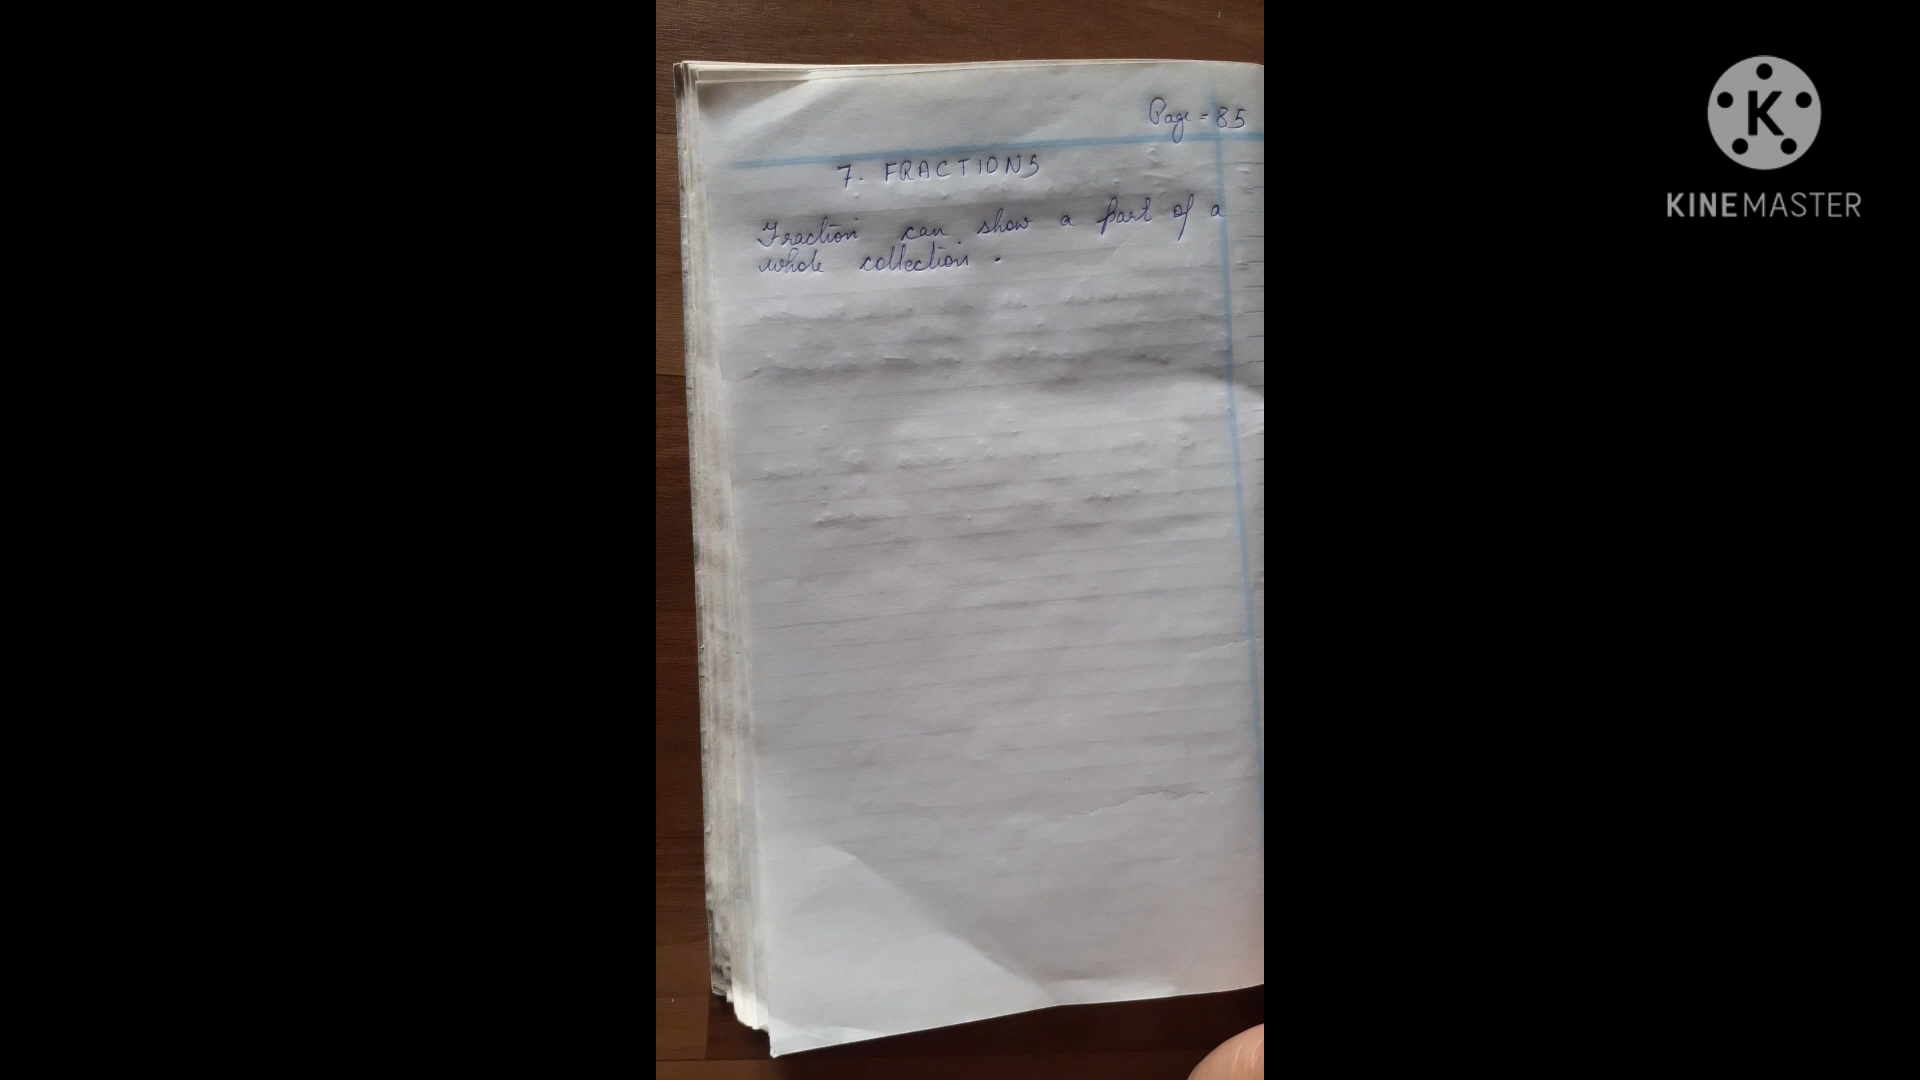 Page = 85
7. FRACTIONS
Fraction can show a part of a
whole collection.
K
KINEMASTER